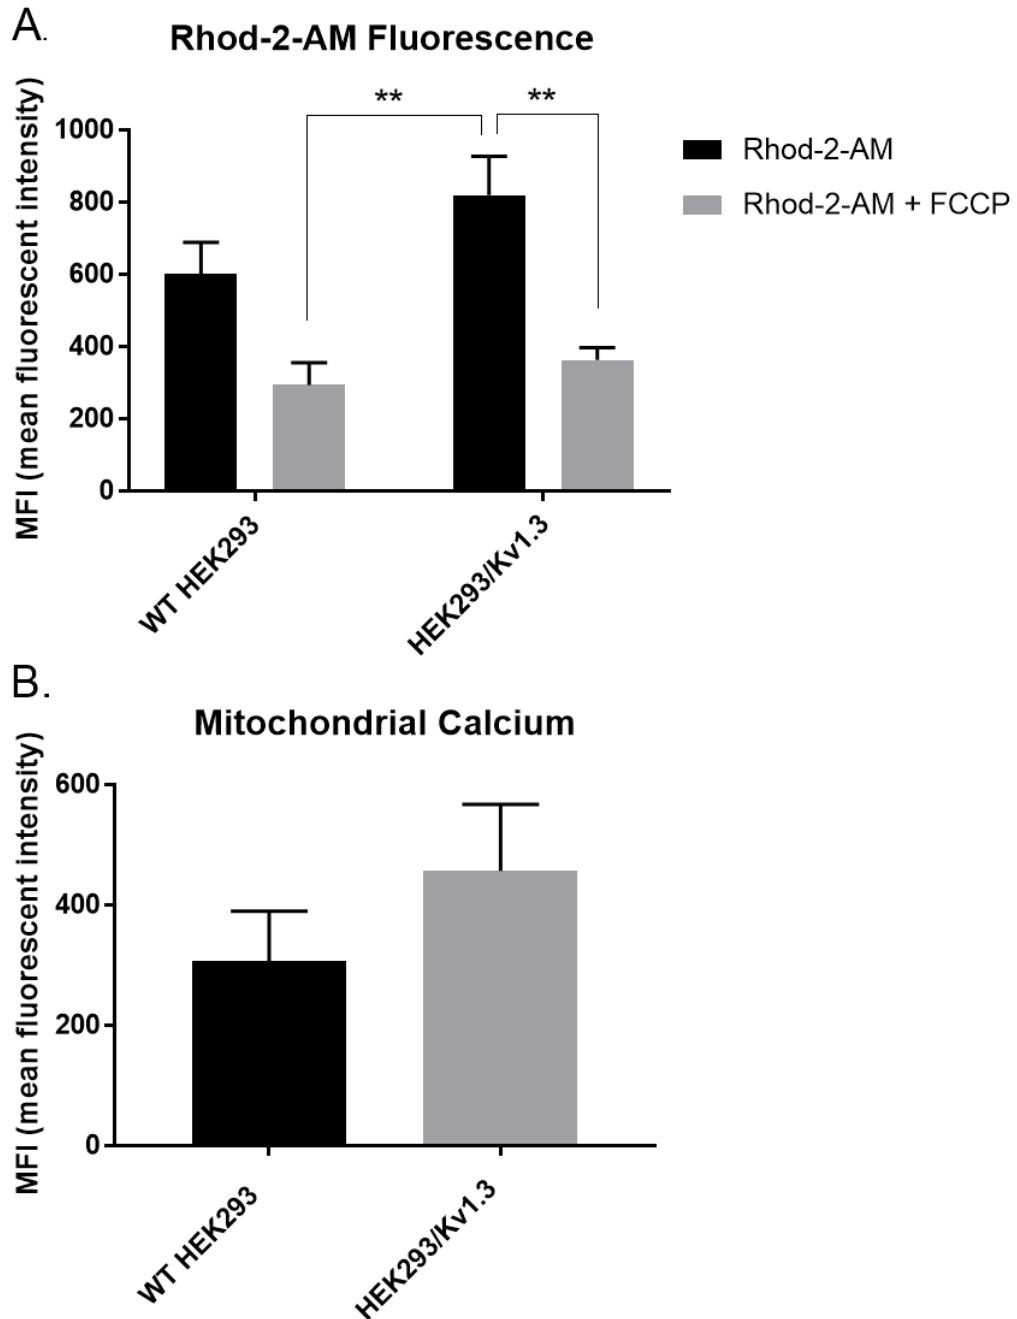 A.
Rhod-2-AM Fluorescence
MFI (mean fluorescent intensity)
** **
1000
800
600
400
200
0
WT HEK293
HEK293/Kv1.3
Rhod-2-AM
Rhod-2-AM + FCCP
B.
Mitochondrial Calcium
MFI (mean fluorescent intensity)
600
400
200
0
WT HEK293
HEK293/Kv1.3